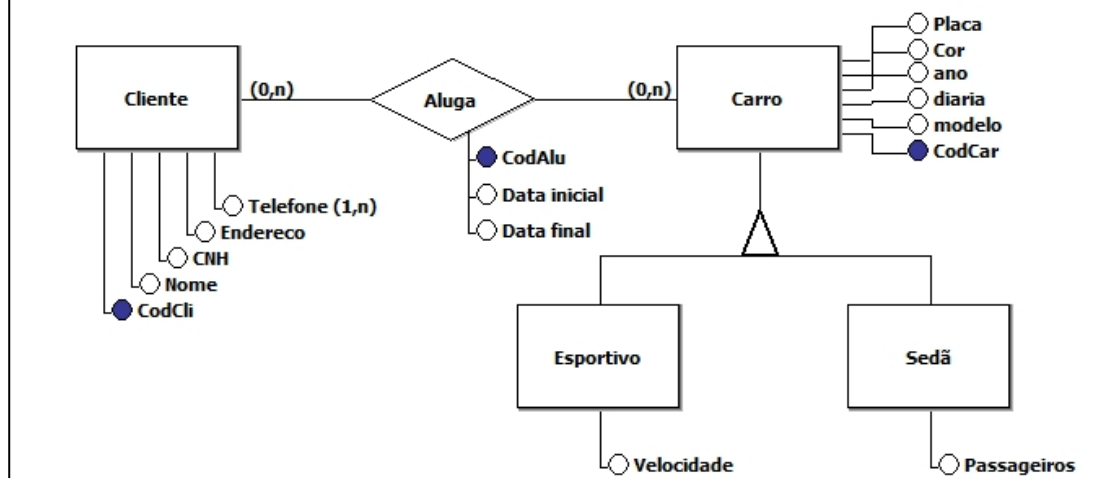 Placa
Cor
ano
diaria
modelo
CodCar
Cliente
(0,n)
Aluga
(0,n)
Carro
CodAlu
Data inicial
Data final
Telefone (1,n)
Endereco
CNH
Nome
CodCli
Esportivo
Sedã
Velocidade
Passageiros